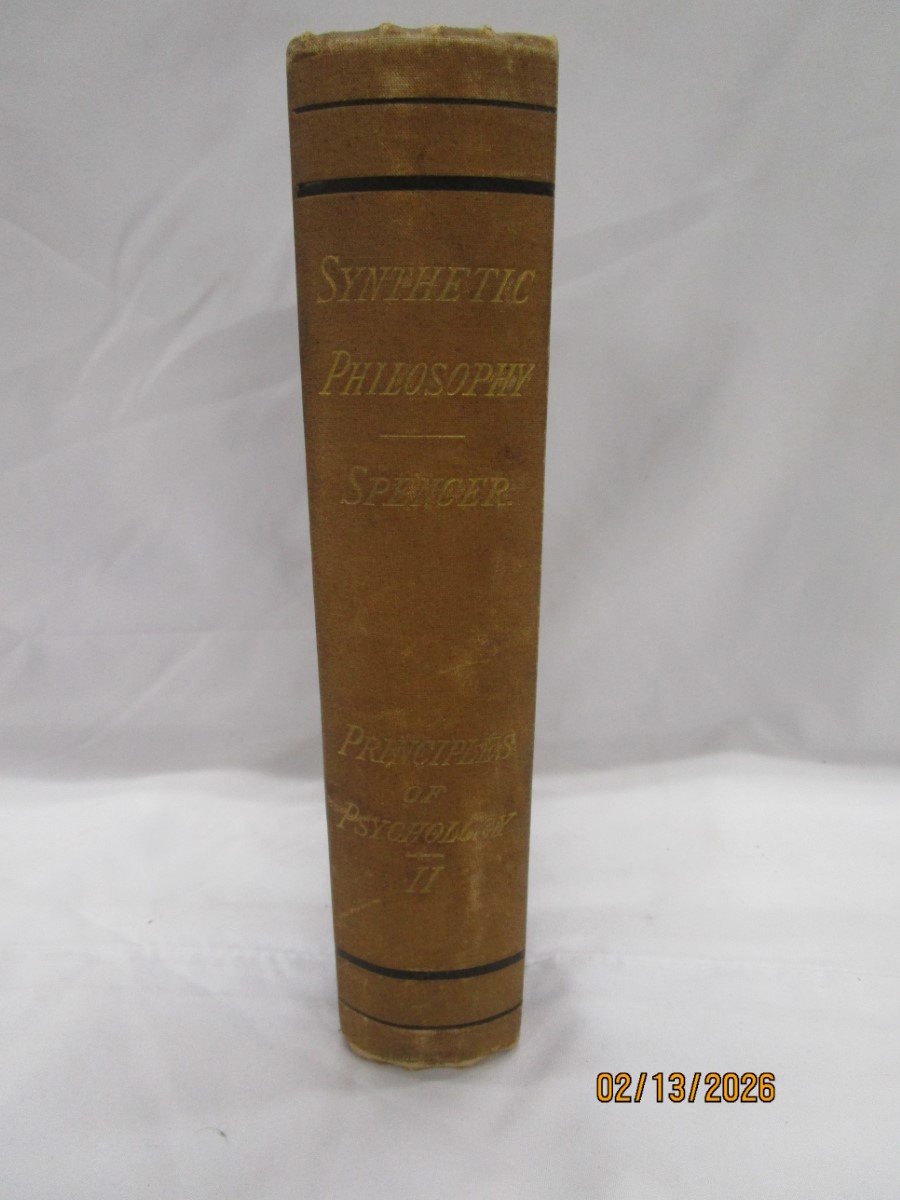 SYNTHETIC
PHILOSOPHY
SPENCER
PRINCIPLES
OF
PSYCHOLOGY
II
02/13/2026